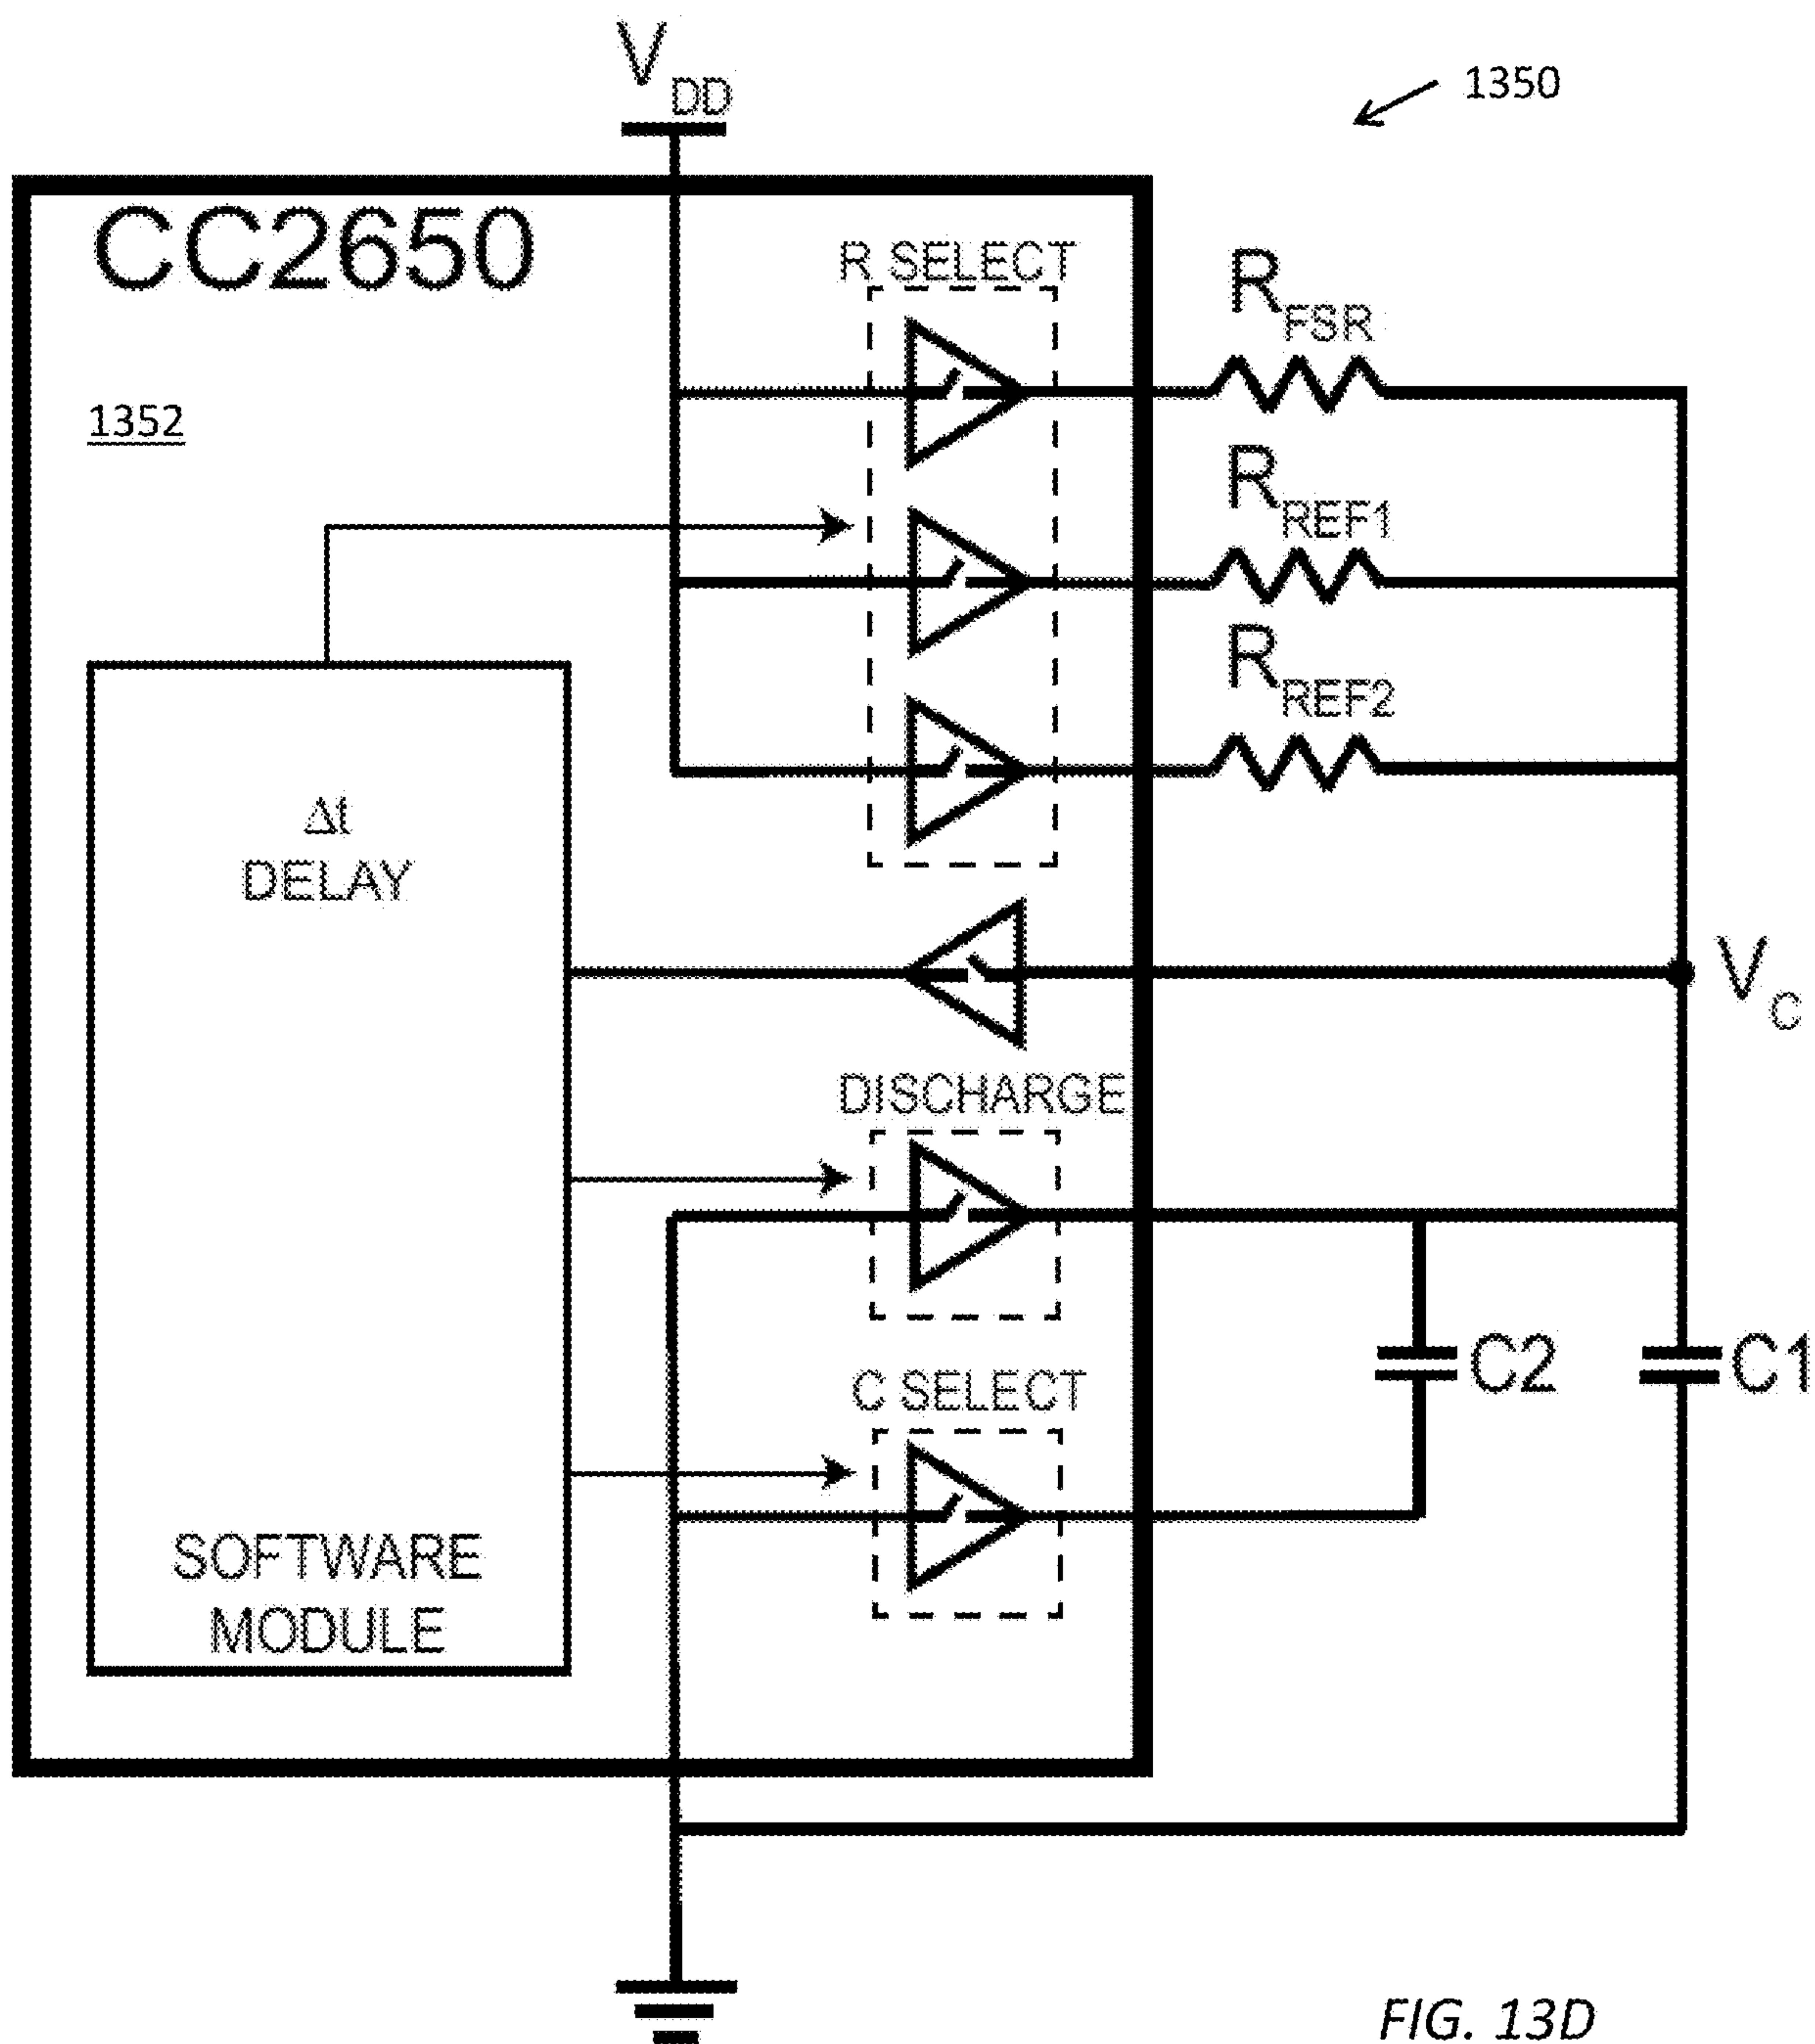 V_DD
1350
CC2650
R SELECT
R_FSR
1352
R_REF1
R_REF2
Δt
DELAY
V_C
DISCHARGE
C SELECT
C2
C1
SOFTWARE
MODULE
FIG. 13D